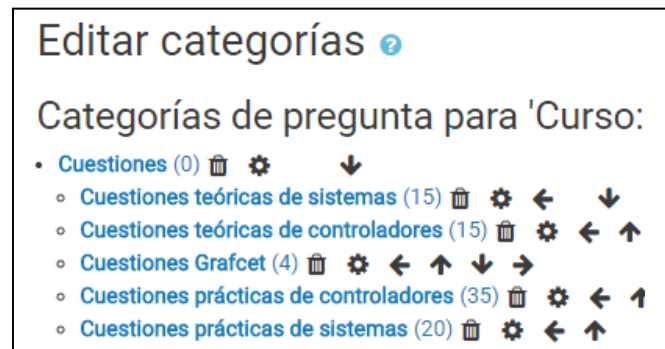 Editar categorías
Categorías de pregunta para 'Curso:
Cuestiones (0)
Cuestiones teóricas de sistemas (15)
Cuestiones teóricas de controladores (15)
Cuestiones Grafcet (4)
Cuestiones prácticas de controladores (35)
Cuestiones prácticas de sistemas (20)